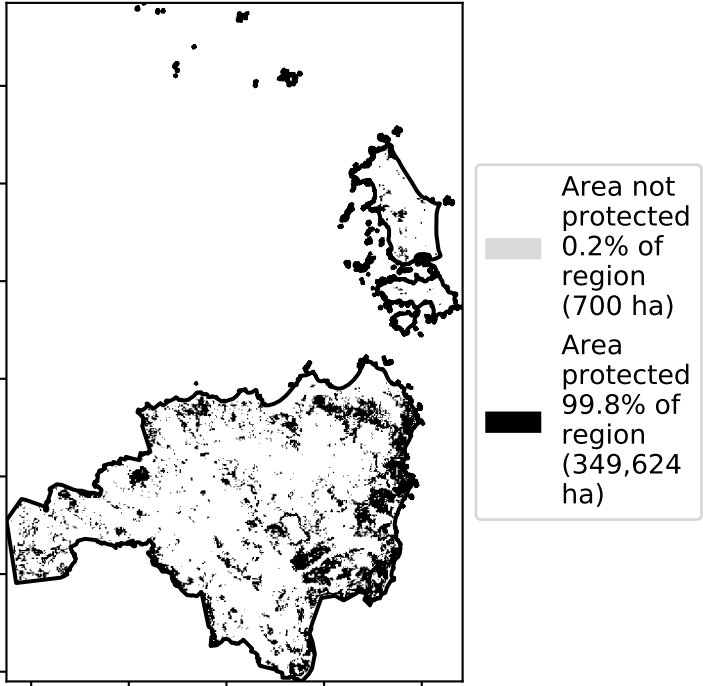 Area not
protected
0.2% of
region
(700 ha)
Area
protected
99.8% of
region
(349,624
ha)